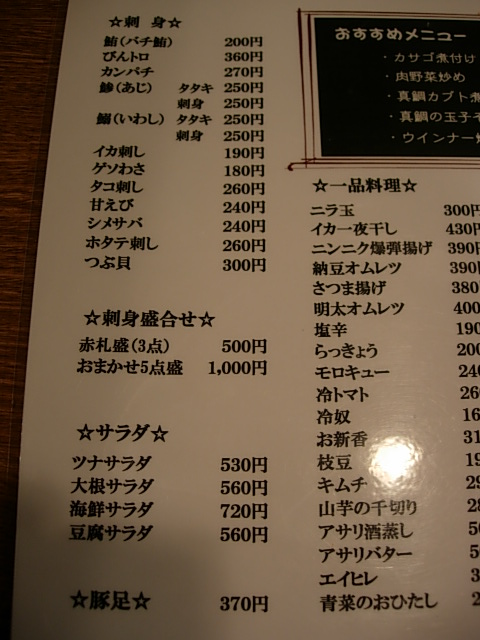 ☆刺 身☆
鮪(バチ鮪) 200円
びんトロ 360円
カンパチ 270円
鯵(あじ) タタキ 250円
刺身 250円
鰯(いわし) タタキ 250円
刺身 250円
イカ刺し 190円
ゲソわさ 180円
タコ刺し 260円
甘えび 240円
シメサバ 240円
ホタテ刺し 260円
つぶ貝 300円
☆刺身盛合せ☆
赤札盛(3点) 500円
おまかせ5点盛 1,000円
☆サラダ☆
ツナサラダ 530円
大根サラダ 560円
海鮮サラダ 720円
豆腐サラダ 560円
☆豚足☆ 370円
おすすめメニュー
・カサゴ煮付け
・肉野菜炒め
・真鯛カブト煮
・真鯛の玉子そ
・ウインナー
☆一品料理☆
ニラ玉 300円
イカ一夜干し 430円
ニンニク爆弾揚げ 390円
納豆オムレツ 390
さつま揚げ 380
明太オムレツ 400
塩辛 190
らっきょう 200
モロキュー 240
冷トマト 26
冷奴 16
お新香 31
枝豆 19
キムチ 29
山芋の千切り 28
アサリ酒蒸し 50
アサリバター 5
エイヒレ 3
青菜のおひたし 2